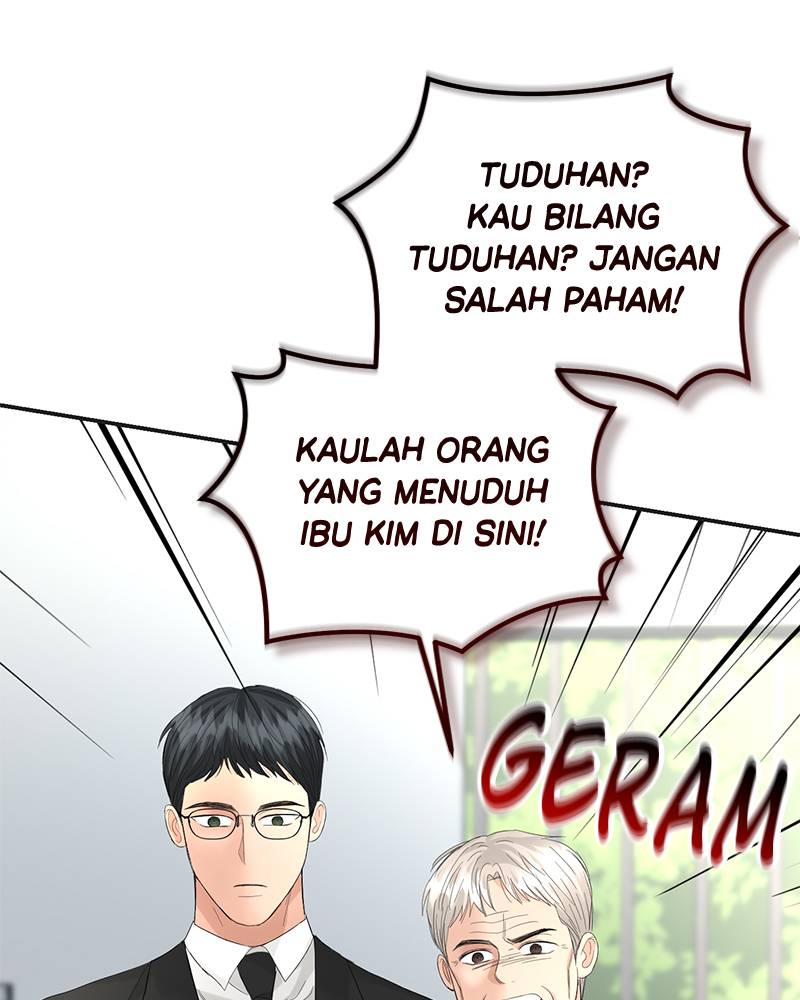 TUDUHAN?
KAU BILANG
TUDUHAN? JANGAN
SALAH PAHAM!
KAULAH ORANG
YANG MENUDUH
IBU KIM DI SINI!
GERAM